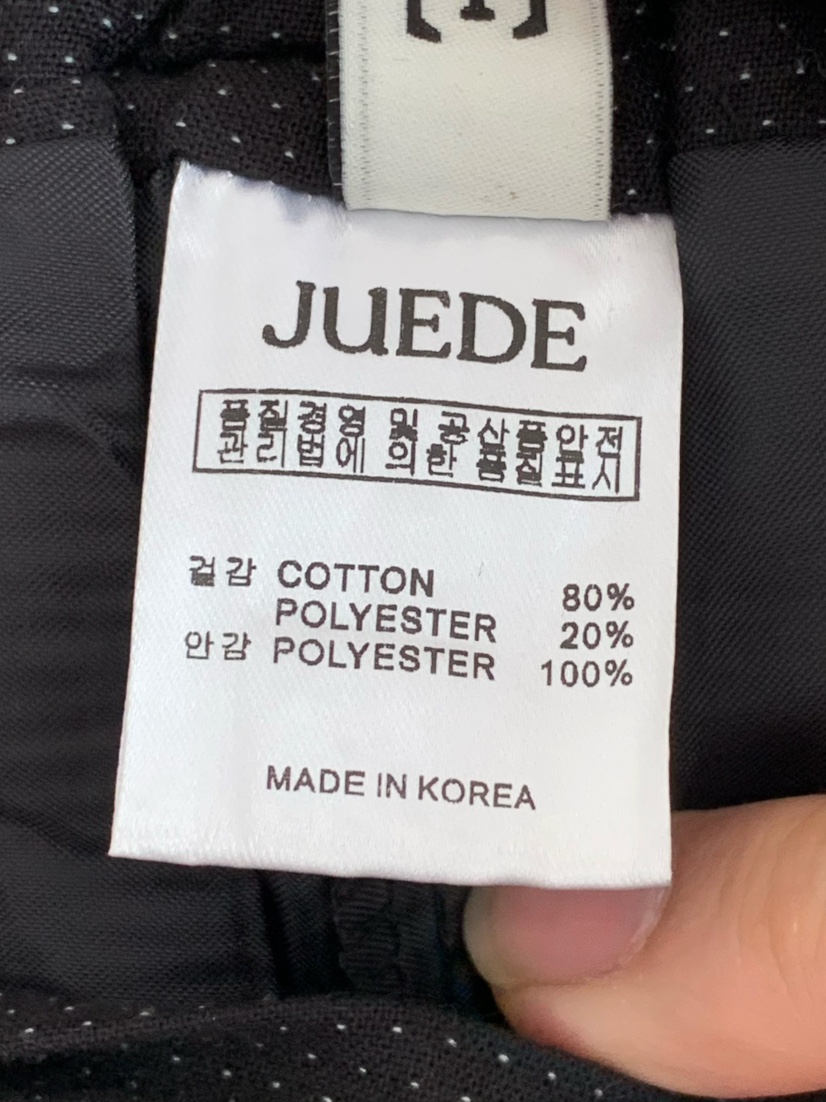 [1]
JUEDE
품질경영 및 공산품안전
관리법에 의한 품질표시
겉감 COTTON 80%
POLYESTER 20%
안감 POLYESTER 100%
MADE IN KOREA